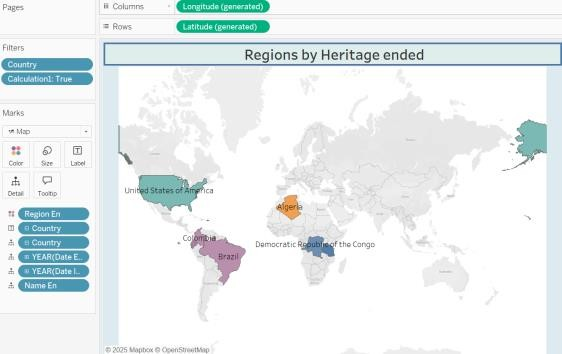 Pages
Columns
Longitude (generated)
Rows
Latitude (generated)
Filters
Country
Calculation1: True
Marks
Map
Color
Size
Label
Detail
Tooltip
Region En
Country
Country
YEAR(Date E..
YEAR(Date I..
Name En
Regions by Heritage ended
United States of America
Algeria
Colombia
Democratic Republic of the Congo
Brazil
© 2025 Mapbox © OpenStreetMap